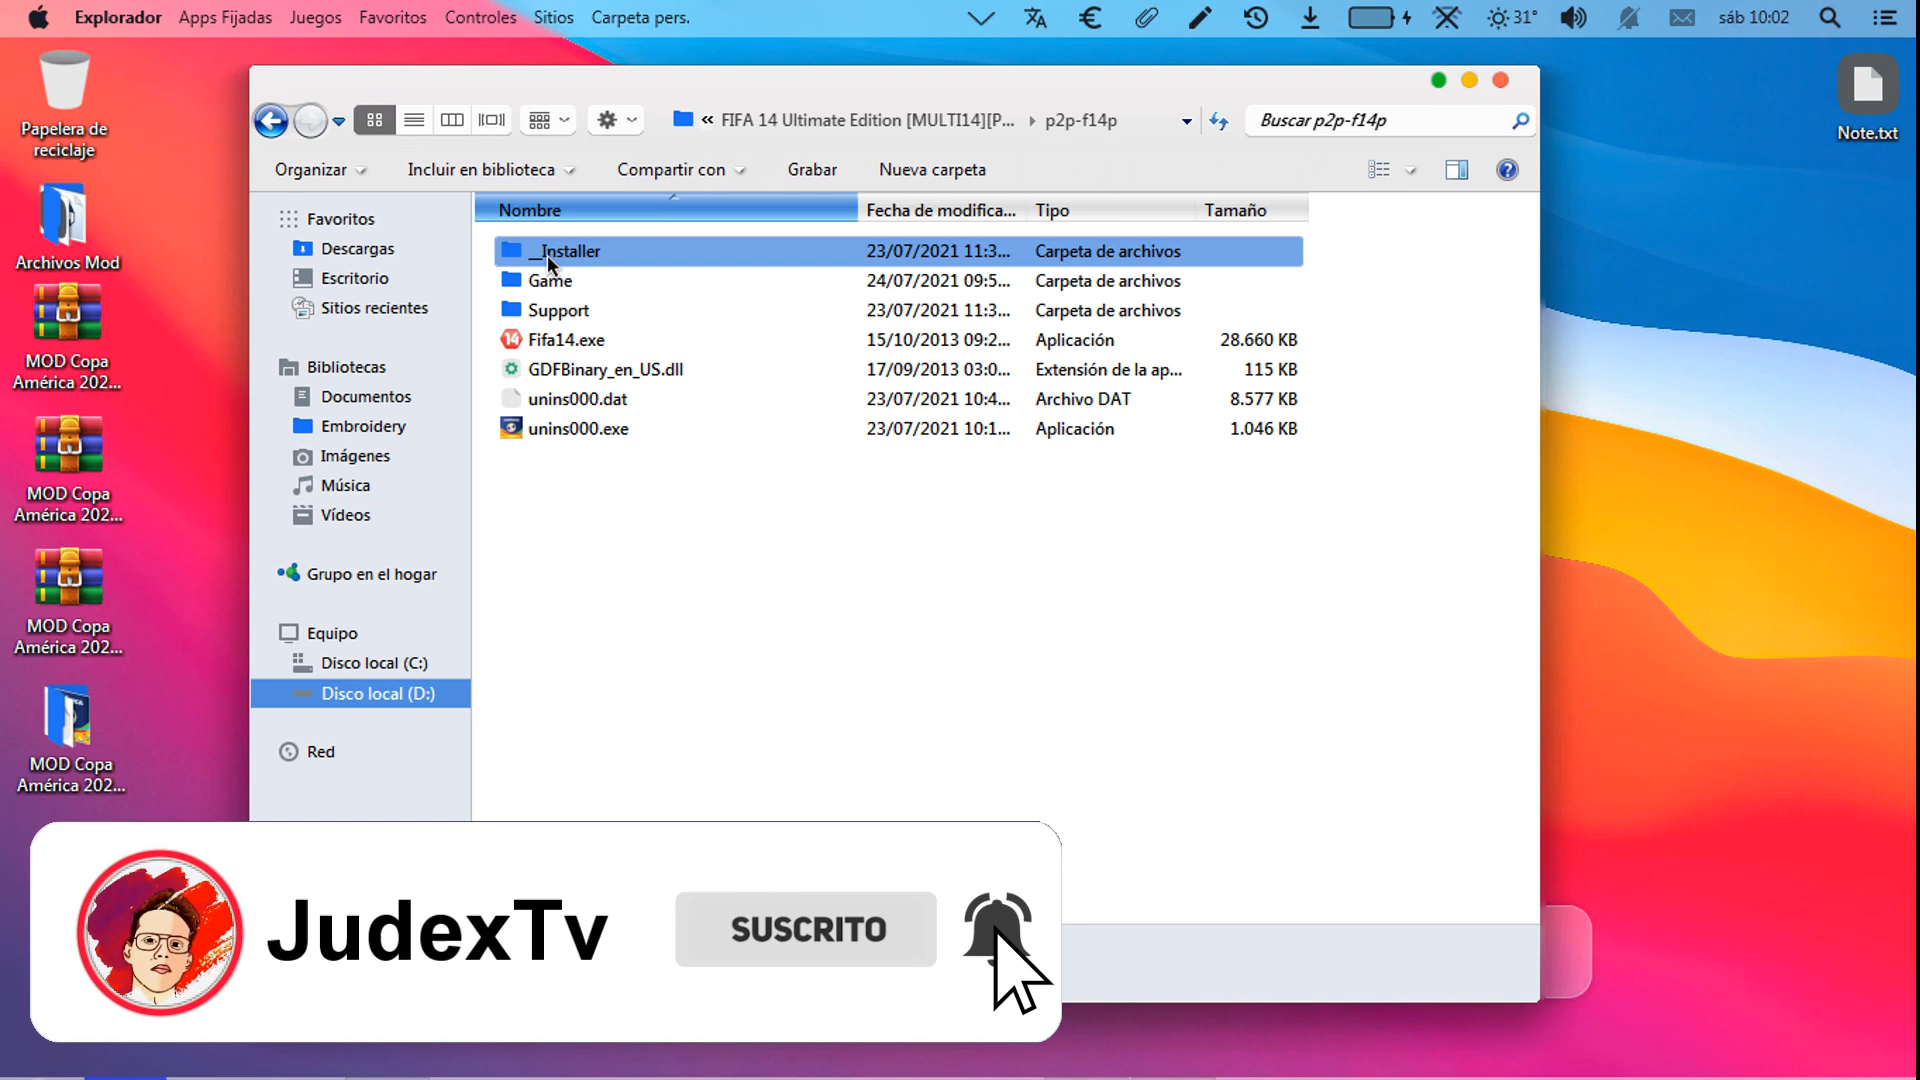 Explorador Apps Fijadas Juegos Favoritos Controles Sitios Carpeta pers. 31° sáb 10:02
Papelera de
reciclaje
Archivos Mod
MOD Copa
América 202...
MOD Copa
América 202...
MOD Copa
América 202...
MOD Copa
América 202...
Note.txt
« FIFA 14 Ultimate Edition [MULTI14][P... p2p-f14p
Buscar p2p-f14p
Organizar Incluir en biblioteca Compartir con Grabar Nueva carpeta
Favoritos
Descargas
Escritorio
Sitios recientes
Bibliotecas
Documentos
Embroidery
Imágenes
Música
Vídeos
Grupo en el hogar
Equipo
Disco local (C:)
Disco local (D:)
Red
Nombre Fecha de modifica... Tipo Tamaño
__Installer 23/07/2021 11:3... Carpeta de archivos
Game 24/07/2021 09:5... Carpeta de archivos
Support 23/07/2021 11:3... Carpeta de archivos
14 Fifa14.exe 15/10/2013 09:2... Aplicación 28.660 KB
GDFBinary_en_US.dll 17/09/2013 03:0... Extensión de la ap... 115 KB
unins000.dat 23/07/2021 10:4... Archivo DAT 8.577 KB
unins000.exe 23/07/2021 10:1... Aplicación 1.046 KB
JudexTv SUSCRITO